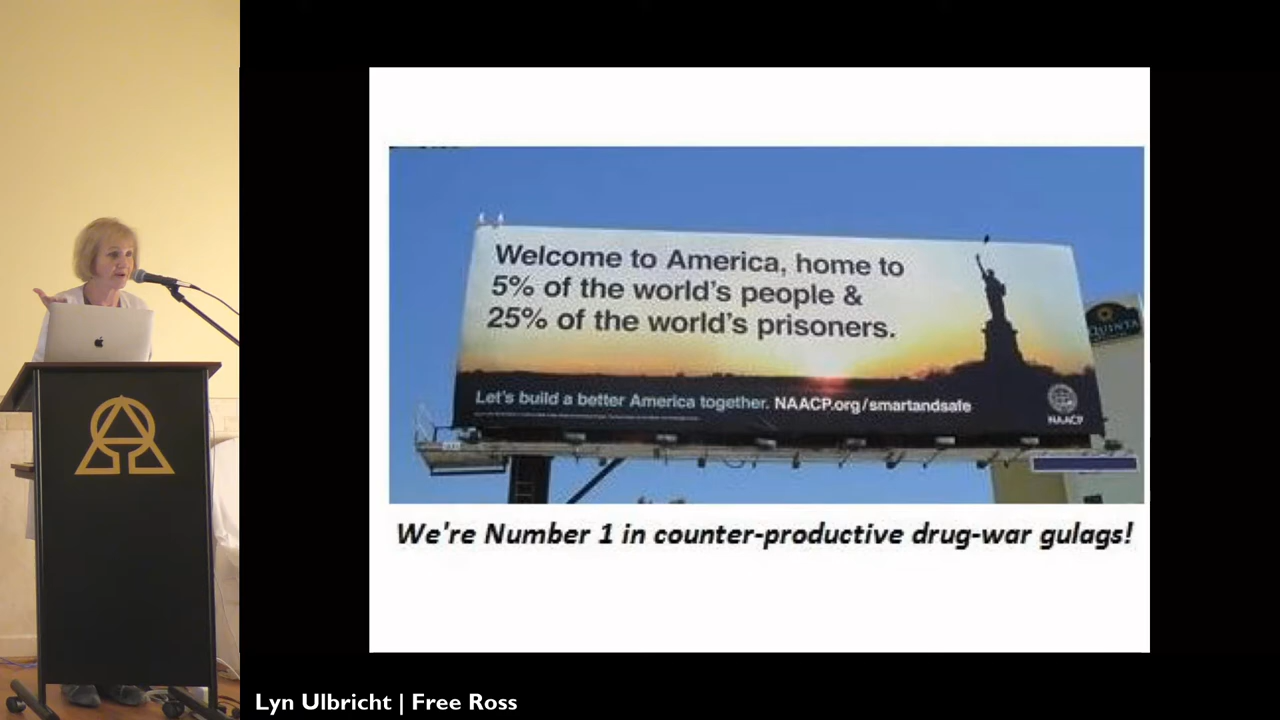 Welcome to America, home to
5% of the world's people &
25% of the world's prisoners.
Let's build a better America together. NAACP.org/smartandsafe
NAACP
QUINTA
We're Number 1 in counter-productive drug-war gulags!
Lyn Ulbricht | Free Ross